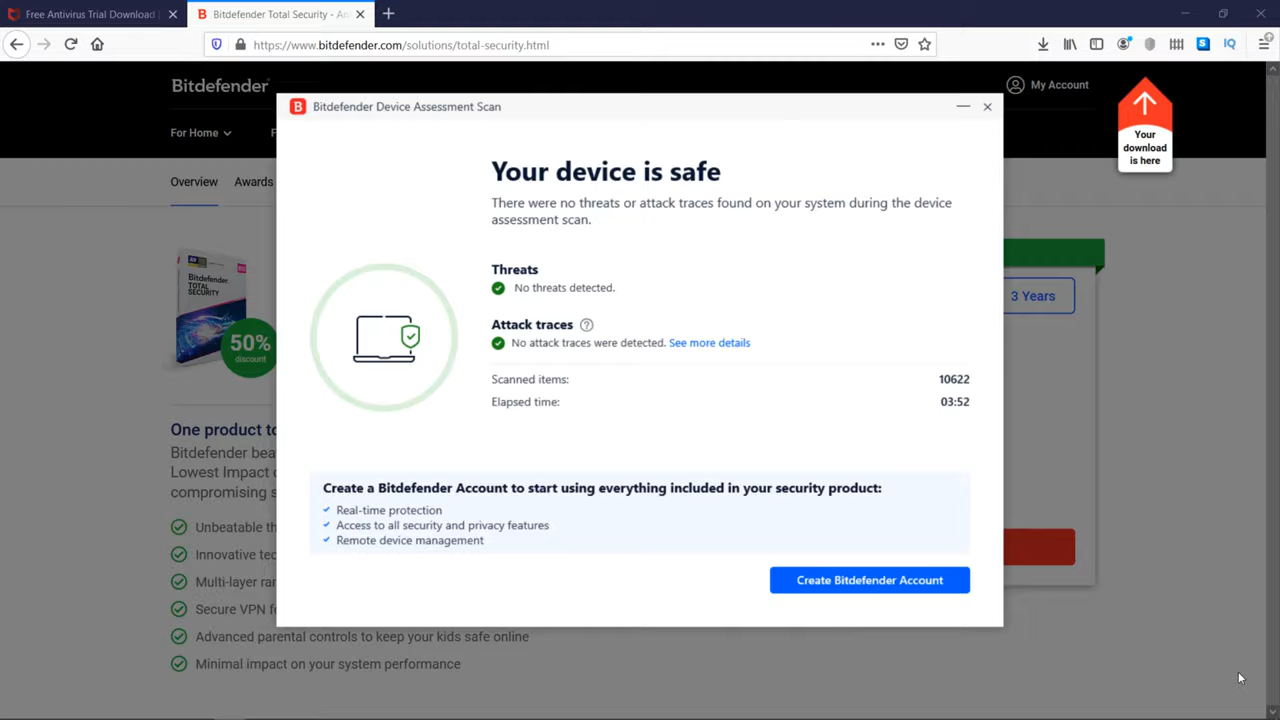 Free Antivirus Trial Download |
Bitdefender Total Security - An
https://www.bitdefender.com/solutions/total-security.html
IQ
Bitdefender
My Account
For Home
F
Your
download
is here
Overview Awards
Bitdefender Device Assessment Scan
Your device is safe
There were no threats or attack traces found on your system during the device
assessment scan.
Threats
No threats detected.
Attack traces
No attack traces were detected. See more details
Scanned items: 10622
Elapsed time: 03:52
Create a Bitdefender Account to start using everything included in your security product:
Real-time protection
Access to all security and privacy features
Remote device management
Create Bitdefender Account
3 Years
Bitdefender
TOTAL
SECURITY
50%
discount
One product to
Bitdefender bea
Lowest Impact o
compromising s
Unbeatable th
Innovative tec
Multi-layer ran
Secure VPN fo
Advanced parental controls to keep your kids safe online
Minimal impact on your system performance